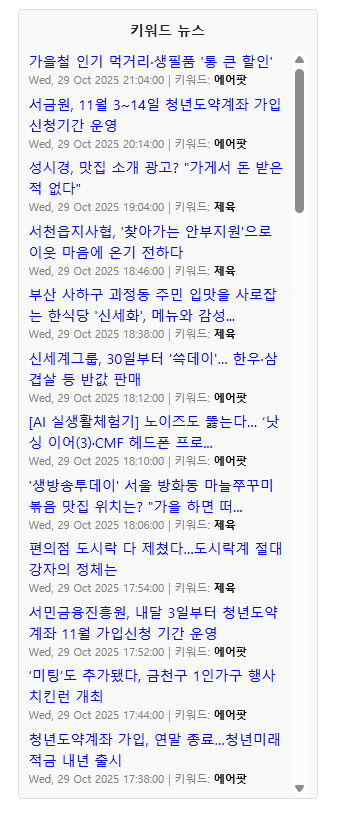 키워드 뉴스
가을철 인기 먹거리·생필품 '통 큰 할인'
Wed, 29 Oct 2025 21:04:00 | 키워드: 에어팟
서금원, 11월 3~14일 청년도약계좌 가입
신청기간 운영
Wed, 29 Oct 2025 20:14:00 | 키워드: 에어팟
성시경, 맛집 소개 광고? "가게서 돈 받은
적 없다"
Wed, 29 Oct 2025 19:04:00 | 키워드: 제육
서천읍지사협, '찾아가는 안부지원'으로
이웃 마음에 온기 전하다
Wed, 29 Oct 2025 18:46:00 | 키워드: 제육
부산 사하구 괴정동 주민 입맛을 사로잡
는 한식당 '신세화', 메뉴와 감성...
Wed, 29 Oct 2025 18:38:00 | 키워드: 제육
신세계그룹, 30일부터 '쓱데이'… 한우·삼
겹살 등 반값 판매
Wed, 29 Oct 2025 18:12:00 | 키워드: 에어팟
[AI 실생활체험기] 노이즈도 뚫는다… ‘낫
싱 이어(3)·CMF 헤드폰 프로...
Wed, 29 Oct 2025 18:10:00 | 키워드: 에어팟
'생방송투데이' 서울 방화동 마늘쭈꾸미
볶음 맛집 위치는? "가을 하면 떠...
Wed, 29 Oct 2025 18:06:00 | 키워드: 제육
편의점 도시락 다 제쳤다…도시락계 절대
강자의 정체는
Wed, 29 Oct 2025 17:54:00 | 키워드: 제육
서민금융진흥원, 내달 3일부터 청년도약
계좌 11월 가입신청 기간 운영
Wed, 29 Oct 2025 17:52:00 | 키워드: 에어팟
‘미팅’도 추가됐다, 금천구 1인가구 행사
치킨런 개최
Wed, 29 Oct 2025 17:44:00 | 키워드: 에어팟
청년도약계좌 가입, 연말 종료…청년미래
적금 내년 출시
Wed, 29 Oct 2025 17:38:00 | 키워드: 에어팟